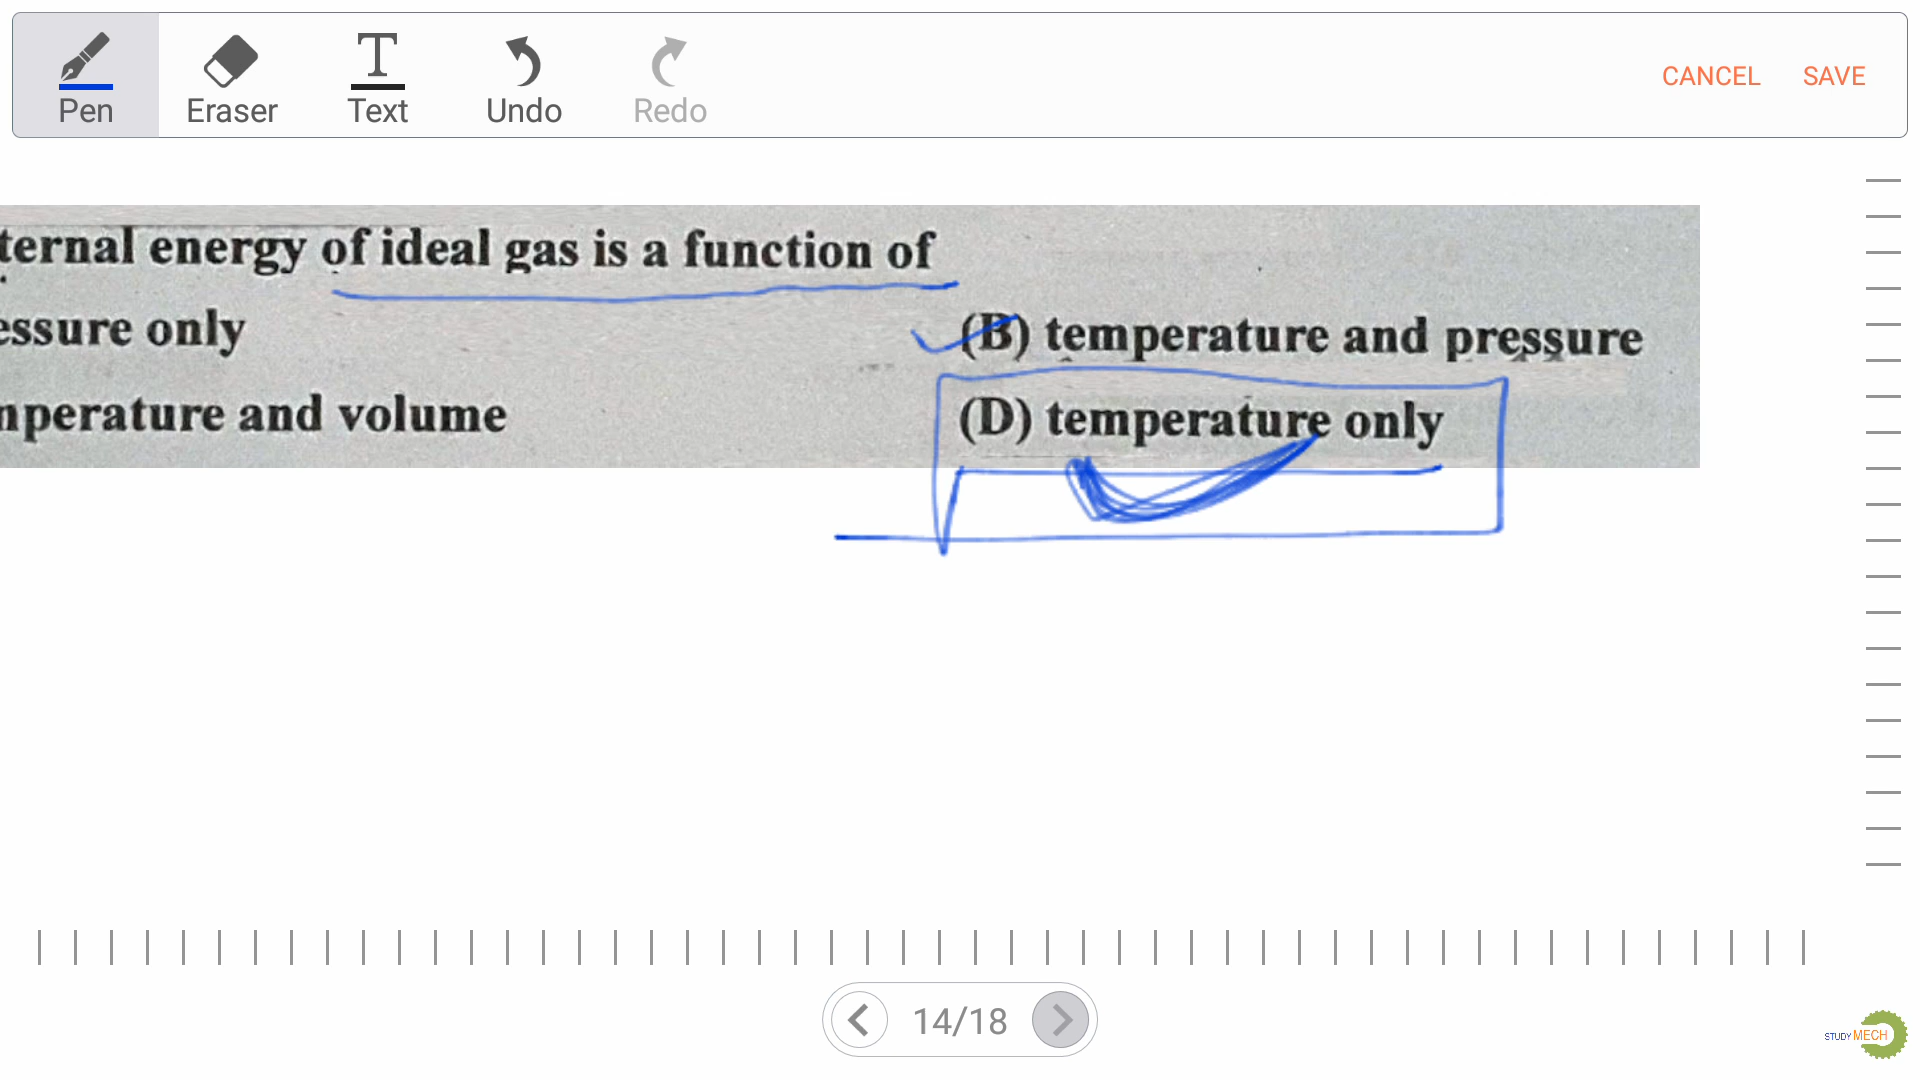 Pen Eraser Text Undo Redo CANCEL SAVE
ternal energy of ideal gas is a function of
essure only
(B) temperature and pressure
mperature and volume
(D) temperature only
14/18
STUDY MECH